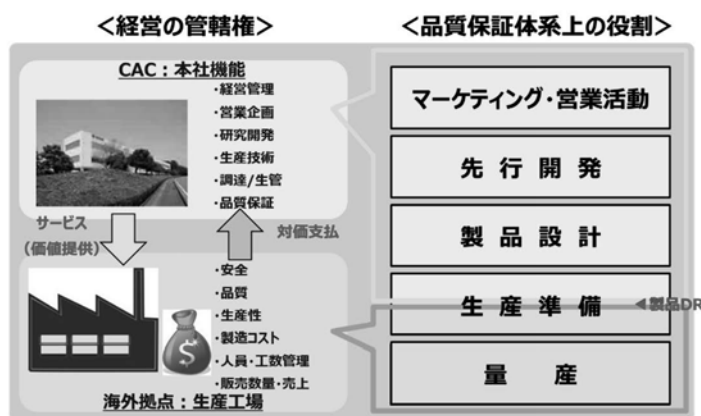 ＜経営の管轄権＞
＜品質保証体系上の役割＞
CAC：本社機能
・経営管理
・営業企画
・研究開発
・生産技術
・調達/生管
・品質保証
サービス
(価値提供)
対価支払
・安全
・品質
・生産性
・製造コスト
・人員・工数管理
・販売数量・売上
$
海外拠点：生産工場
マーケティング・営業活動
先行開発
製品設計
生産準備
◀製品DR
量産